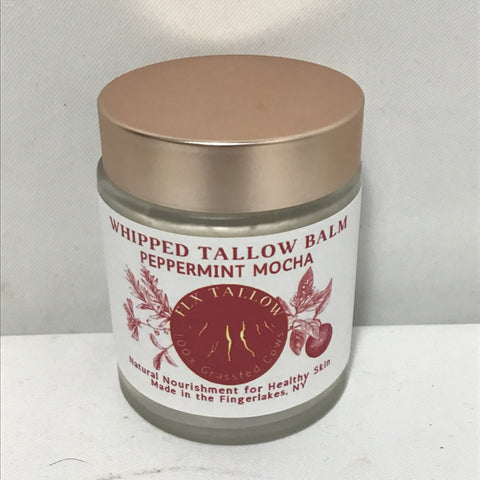 WHIPPED TALLOW BALM
PEPPERMINT MOCHA
FLX TALLOW
100% Grassfed Cows
Natural Nourishment for Healthy Skin
Made in the Fingerlakes, NY